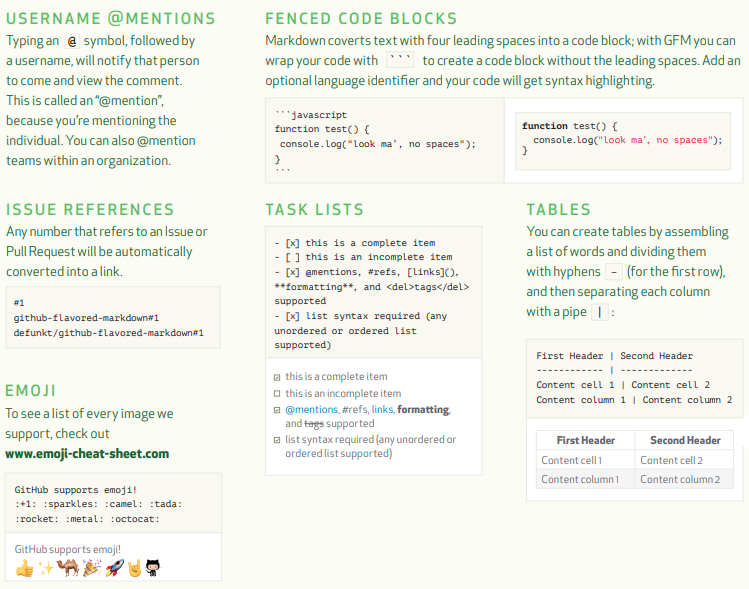 USERNAME @MENTIONS
Typing an @ symbol, followed by
a username, will notify that person
to come and view the comment.
This is called an “@mention”,
because you’re mentioning the
individual. You can also @mention
teams within an organization.
FENCED CODE BLOCKS
Markdown coverts text with four leading spaces into a code block; with GFM you can
wrap your code with ``` to create a code block without the leading spaces. Add an
optional language identifier and your code will get syntax highlighting.
```javascript
function test() {
 console.log("look ma’, no spaces");
}
```
function test() {
  console.log("look ma’, no spaces");
}
ISSUE REFERENCES
Any number that refers to an Issue or
Pull Request will be automatically
converted into a link.
#1
github-flavored-markdown#1
defunkt/github-flavored-markdown#1
EMOJI
To see a list of every image we
support, check out
www.emoji-cheat-sheet.com
GitHub supports emoji!
:+1: :sparkles: :camel: :tada:
:rocket: :metal: :octocat:
GitHub supports emoji!
TASK LISTS
- [x] this is a complete item
- [ ] this is an incomplete item
- [x] @mentions, #refs, [links](),
**formatting**, and <del>tags</del>
supported
- [x] list syntax required (any
unordered or ordered list
supported)
this is a complete item
this is an incomplete item
@mentions, #refs, links, formatting,
and tags supported
list syntax required (any unordered or
ordered list supported)
TABLES
You can create tables by assembling
a list of words and dividing them
with hyphens - (for the first row),
and then separating each column
with a pipe | :
First Header | Second Header
------------ | -------------
Content cell 1 | Content cell 2
Content column 1 | Content column 2
First Header Second Header
Content cell 1 Content cell 2
Content column 1 Content column 2